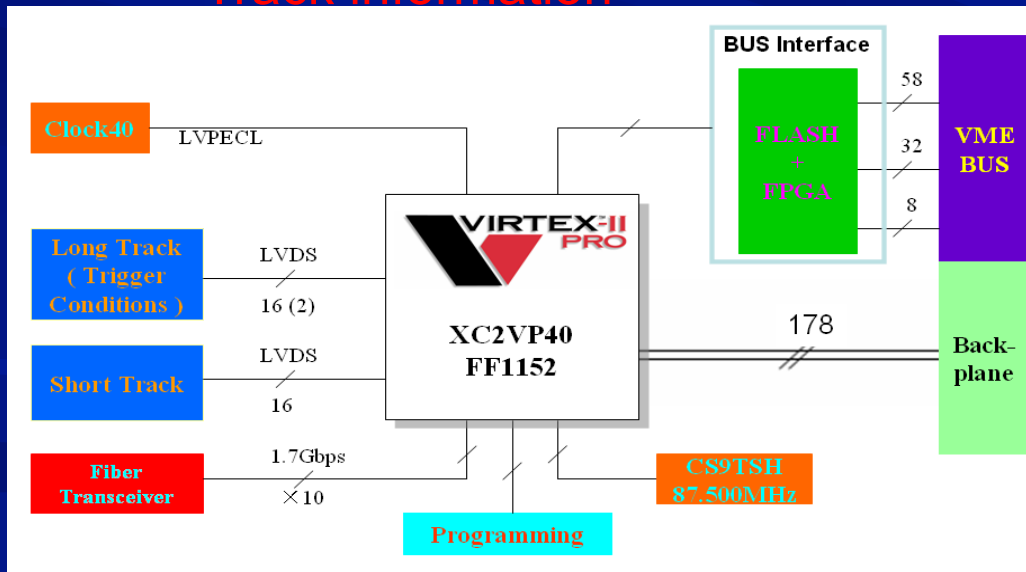 Track Information
BUS Interface
58
Clock40
LVPECL
FLASH
+
FPGA
32
VME
BUS
8
VIRTEX-II
PRO
Long Track
( Trigger
Conditions )
LVDS
16 (2)
XC2VP40
FF1152
178
Back-
plane
LVDS
Short Track
16
1.7Gbps
×10
Fiber
Transceiver
CS9TSH
87.500MHz
Programming